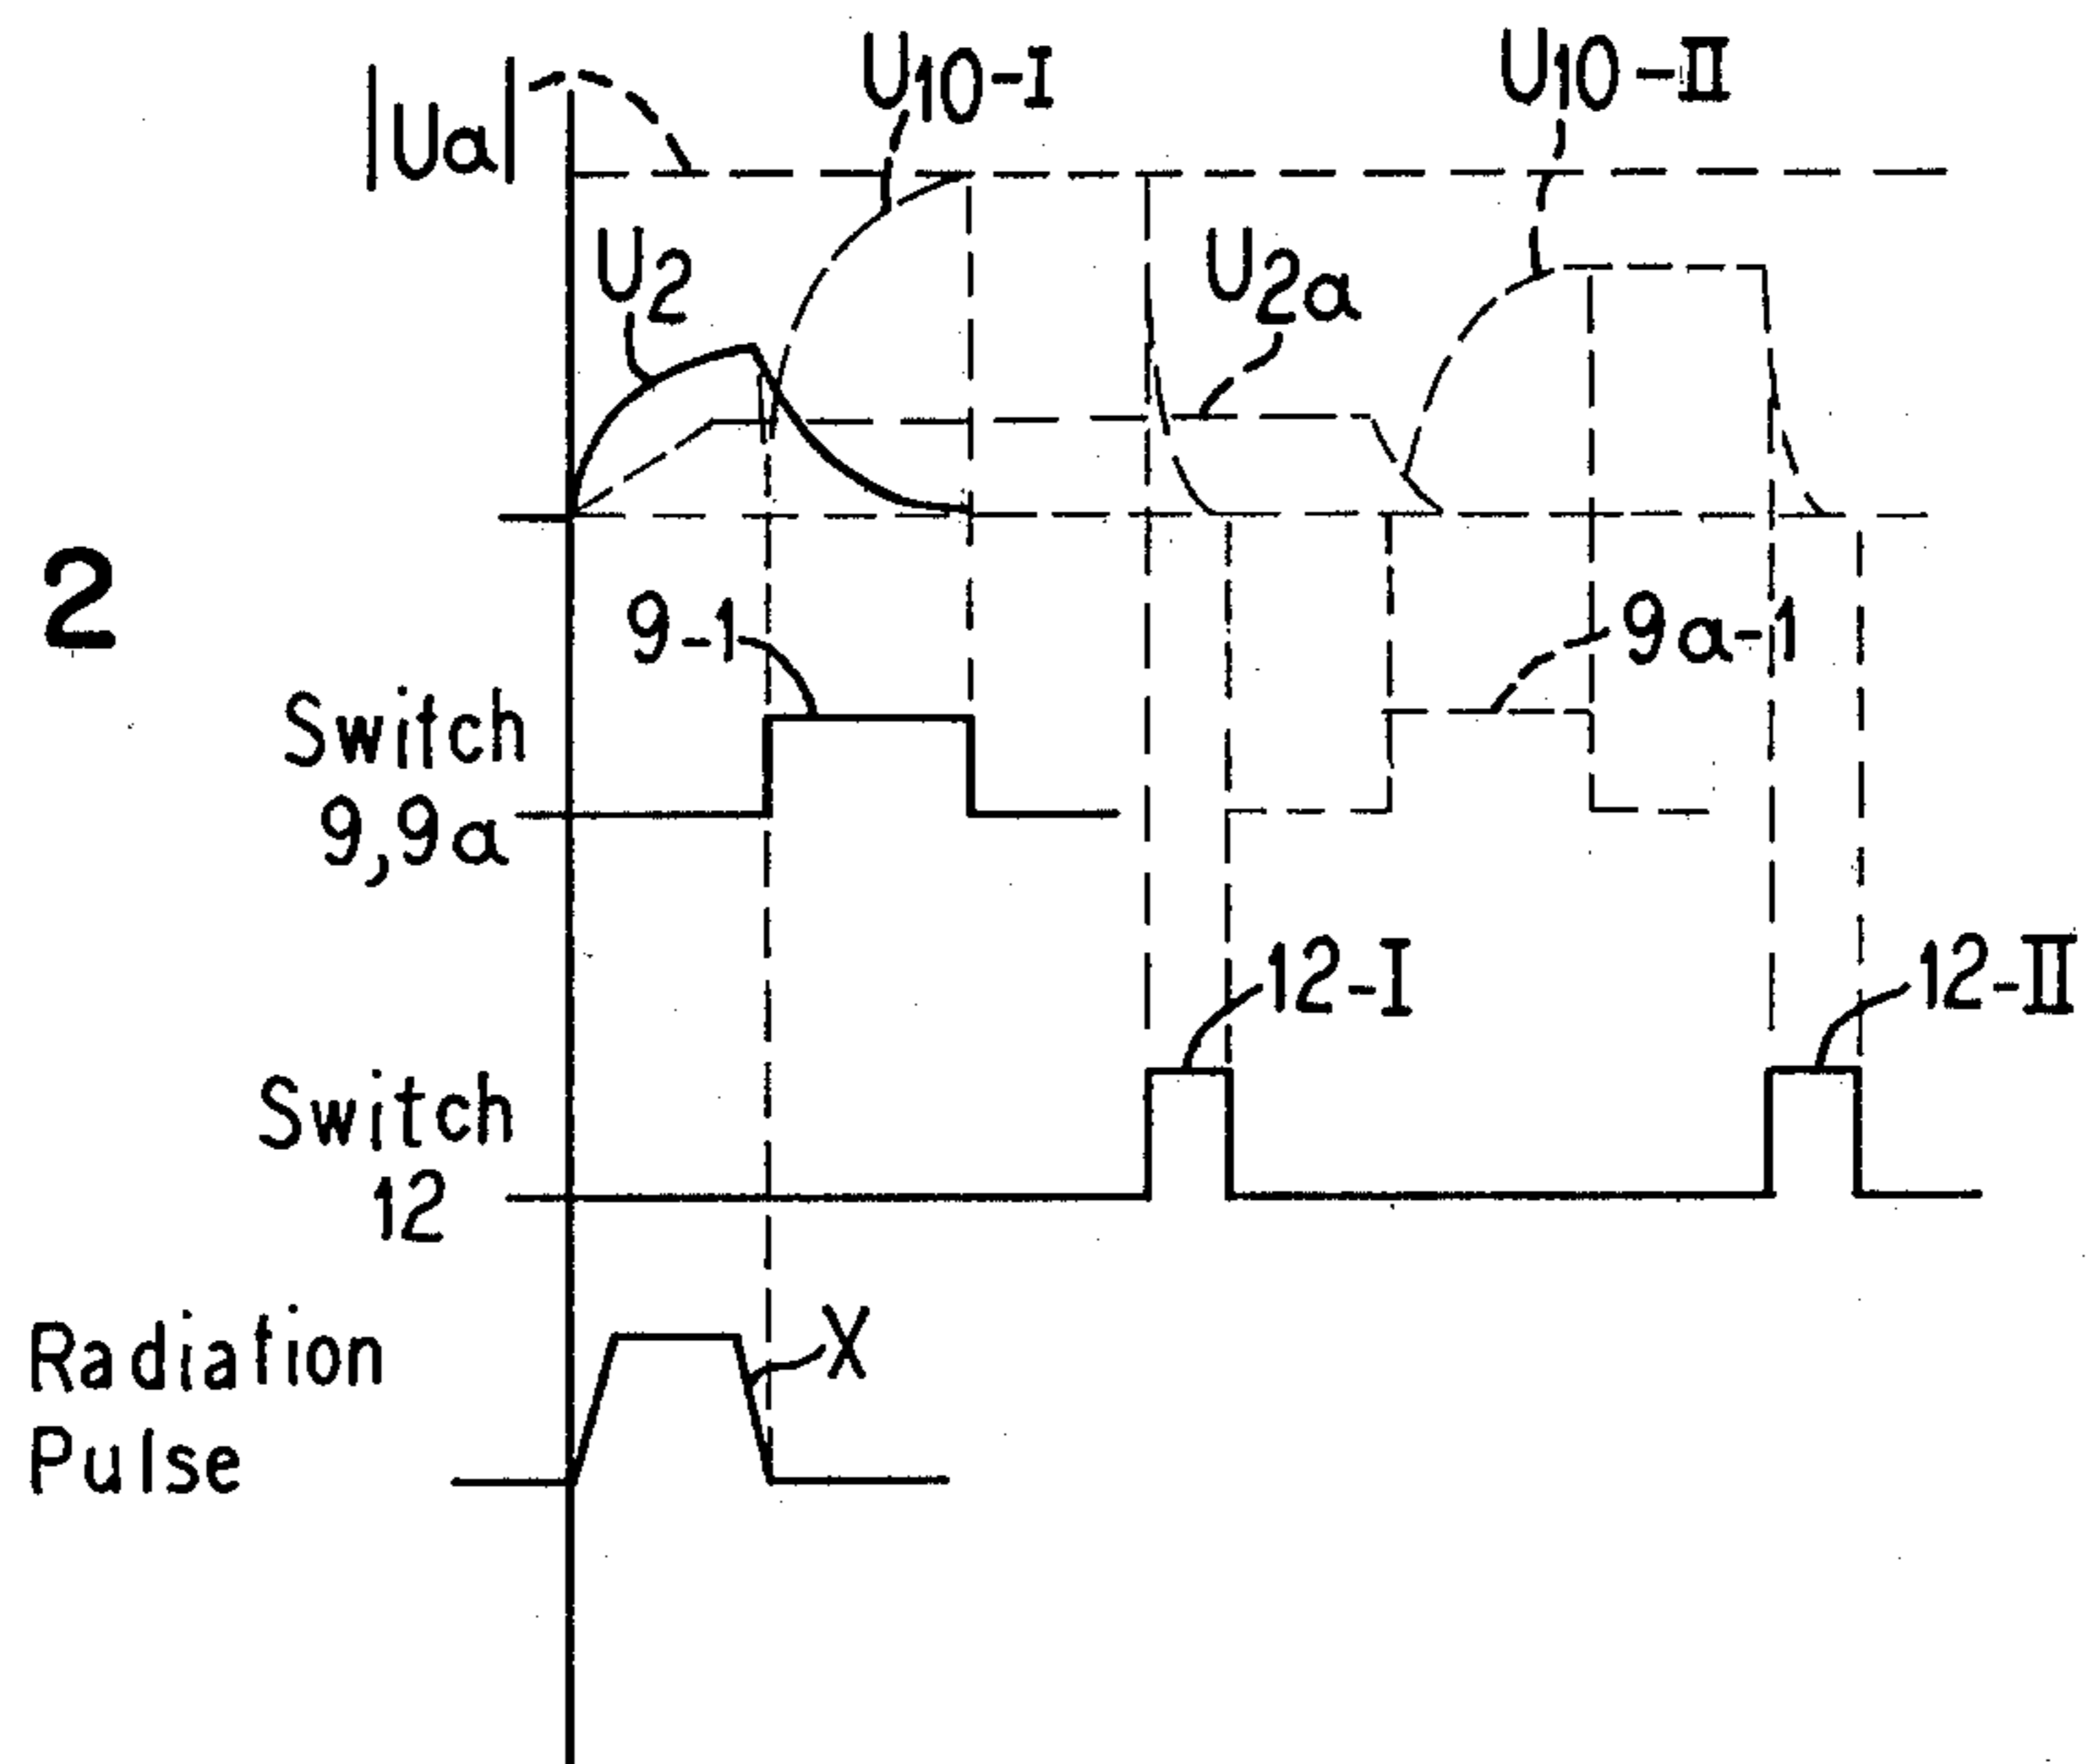 |Ua|
U10-I
U10-II
U2
U2a
2
9-1
9a-1
Switch
9,9a
12-I
12-II
Switch
12
X
Radiation
Pulse